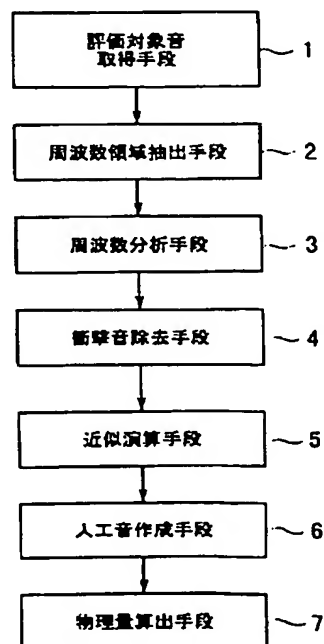 評価対象音
取得手段
1
周波数領域抽出手段
2
周波数分析手段
3
衝撃音除去手段
4
近似演算手段
5
人工音作成手段
6
物理量算出手段
7